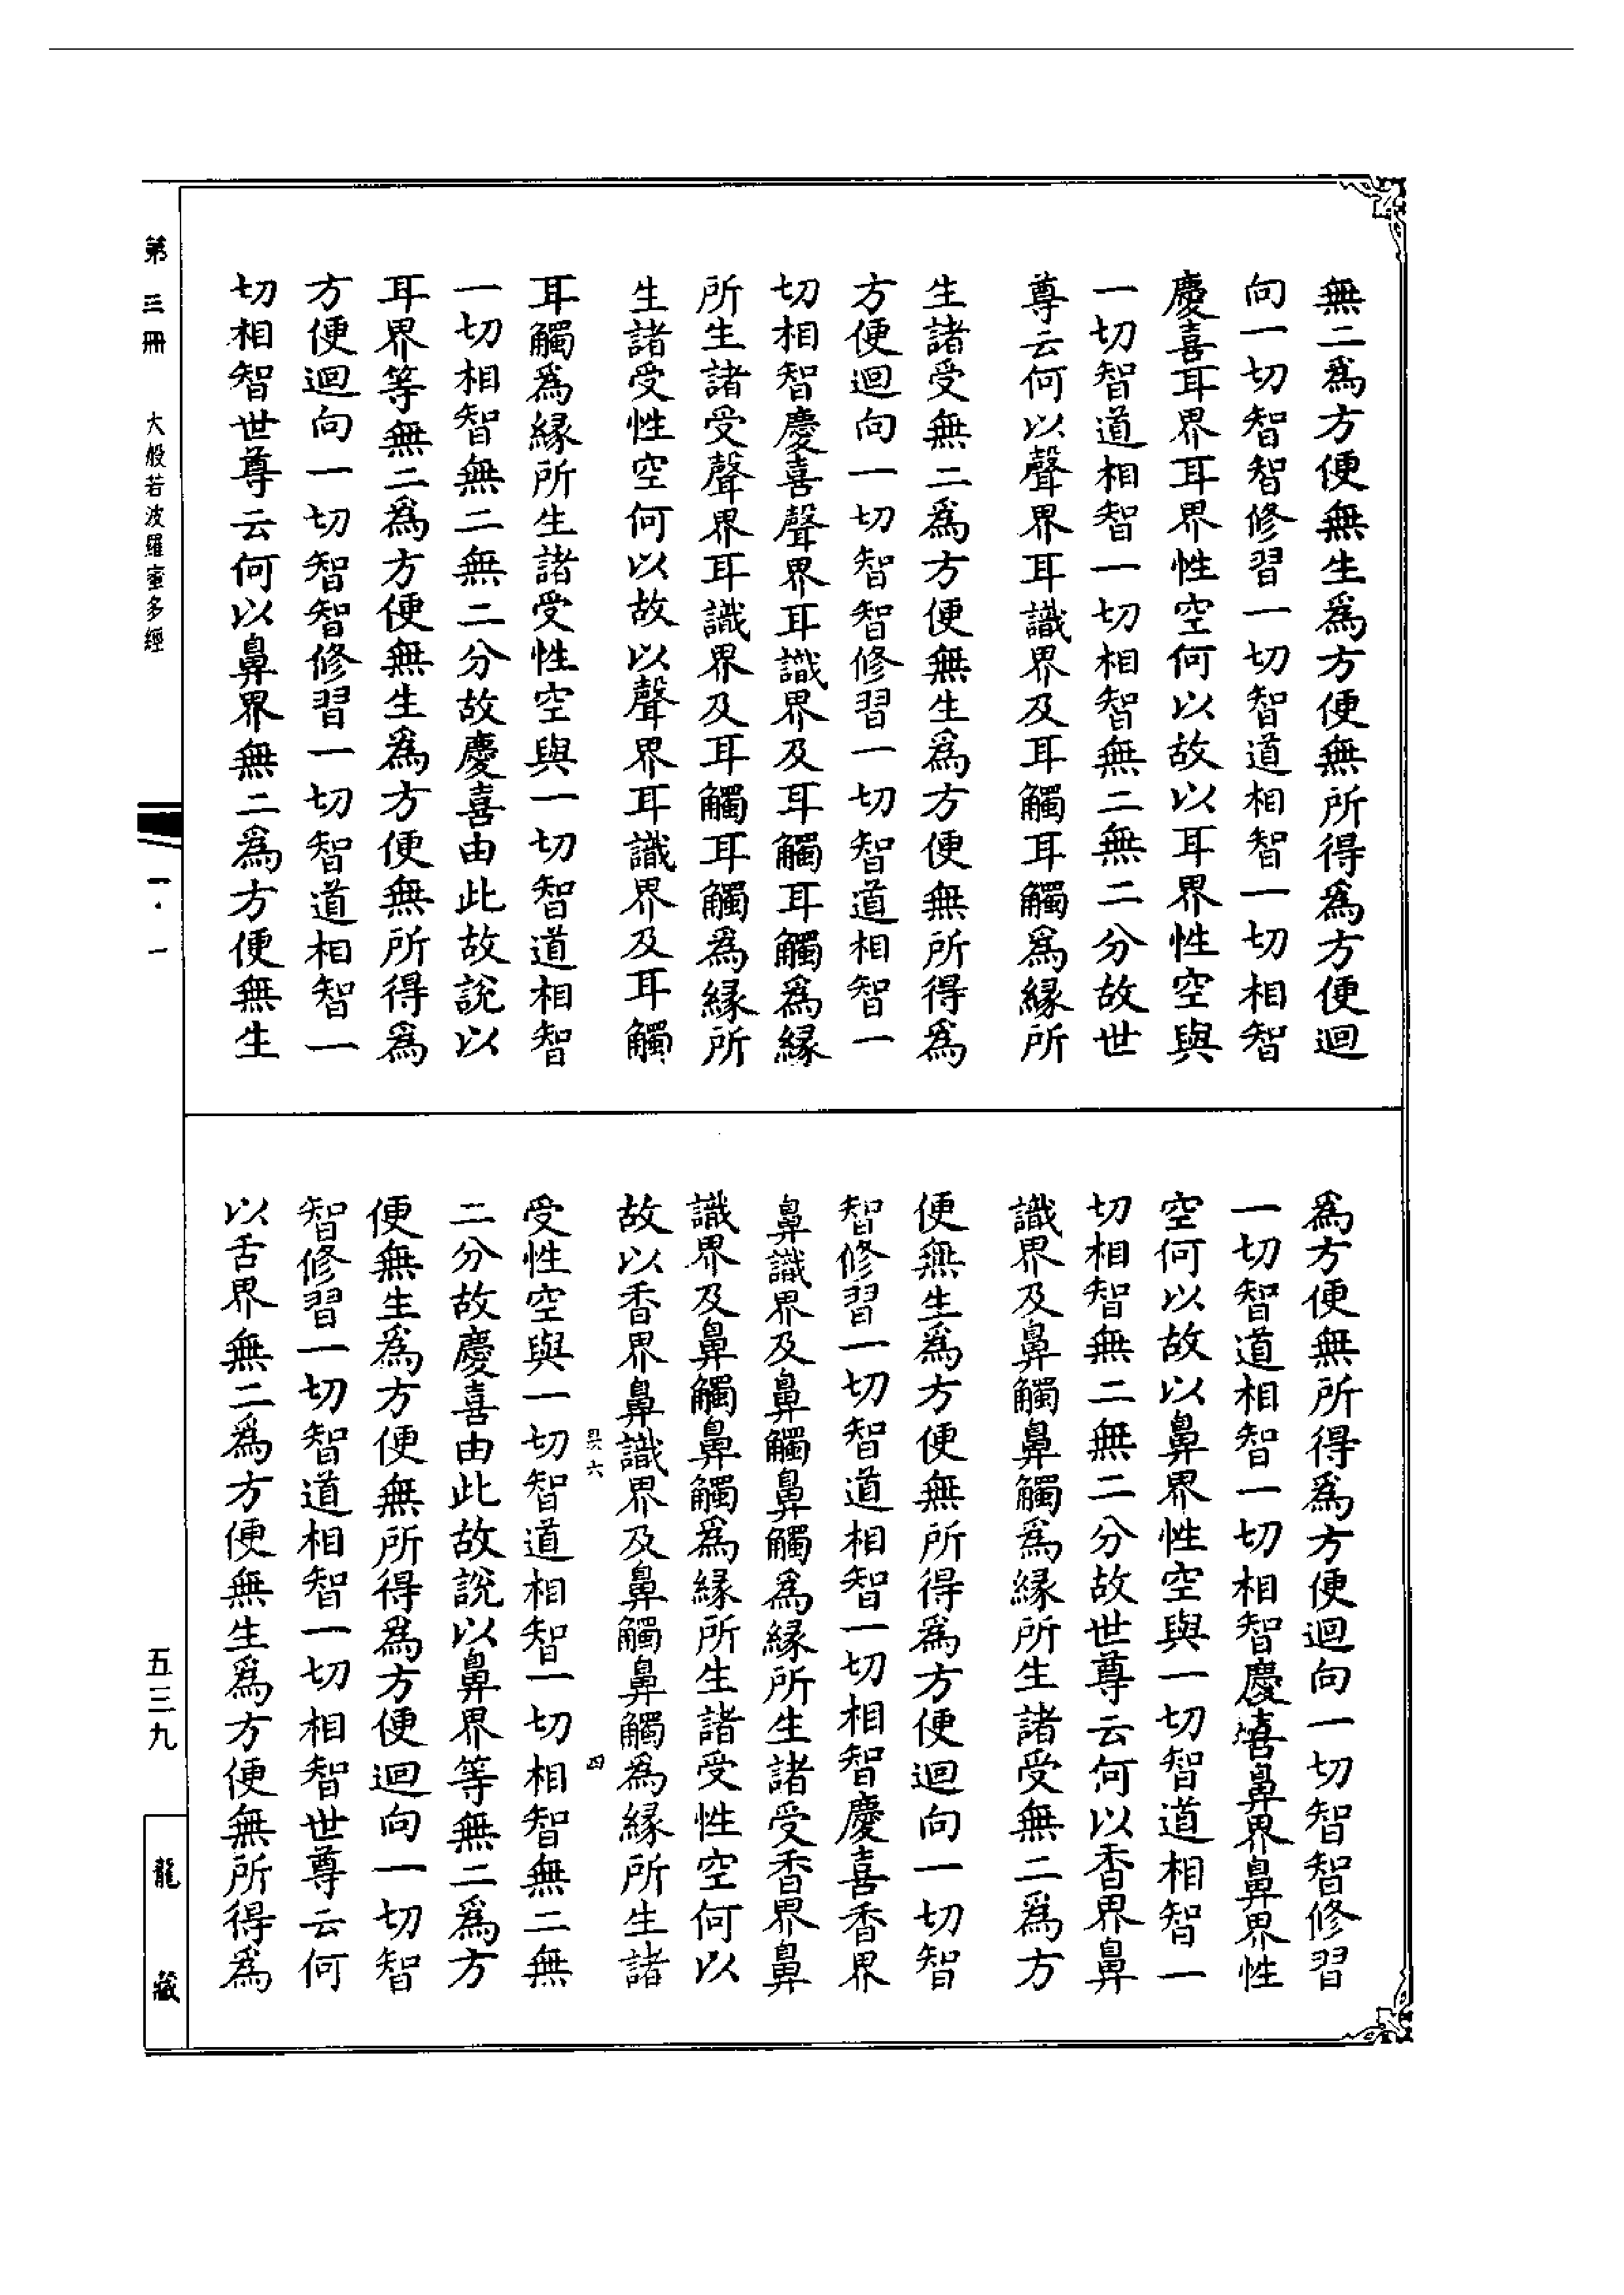 無二爲方便無生爲方便無所得爲方便迴
向一切智智修習一切智道相智一切相智
慶喜耳界耳界性空何以故以耳界性空與
一切智道相智一切相智無二無二分故世
尊云何以聲界耳識界及耳觸耳觸爲緣所
生諸受無二爲方便無生爲方便無所得爲
方便迴向一切智智修習一切智道相智一
切相智慶喜聲界耳識界及耳觸耳觸爲緣
所生諸受聲界耳識界及耳觸耳觸爲緣所
生諸受性空何以故以聲界耳識界及耳觸
耳觸爲緣所生諸受性空與一切智道相智
一切相智無二無二分故慶喜由此故說以
耳界等無二爲方便無生爲方便無所得爲
方便迴向一切智智修習一切智道相智一
切相智世尊云何以鼻界無二爲方便無生
爲方便無所得爲方便迴向一切智智修習
一切智道相智一切相智慶喜鼻界鼻界性
空何以故以鼻界性空與一切智道相智一
切相智無二無二分故世尊云何以香界鼻
識界及鼻觸鼻觸爲緣所生諸受無二爲方
便無生爲方便無所得爲方便迴向一切智
智修習一切智道相智一切相智慶喜香界
鼻識界及鼻觸鼻觸爲緣所生諸受香界鼻
識界及鼻觸鼻觸爲緣所生諸受性空何以
故以香界鼻識界及鼻觸鼻觸爲緣所生諸
六 四
受性空與一切智道相智一切相智無二無
二分故慶喜由此故說以鼻界等無二爲方
便無生爲方便無所得爲方便迴向一切智
智修習一切智道相智一切相智世尊云何
以舌界無二爲方便無生爲方便無所得爲
第三冊 大般若波羅蜜多經 一·一 五三九 龍藏